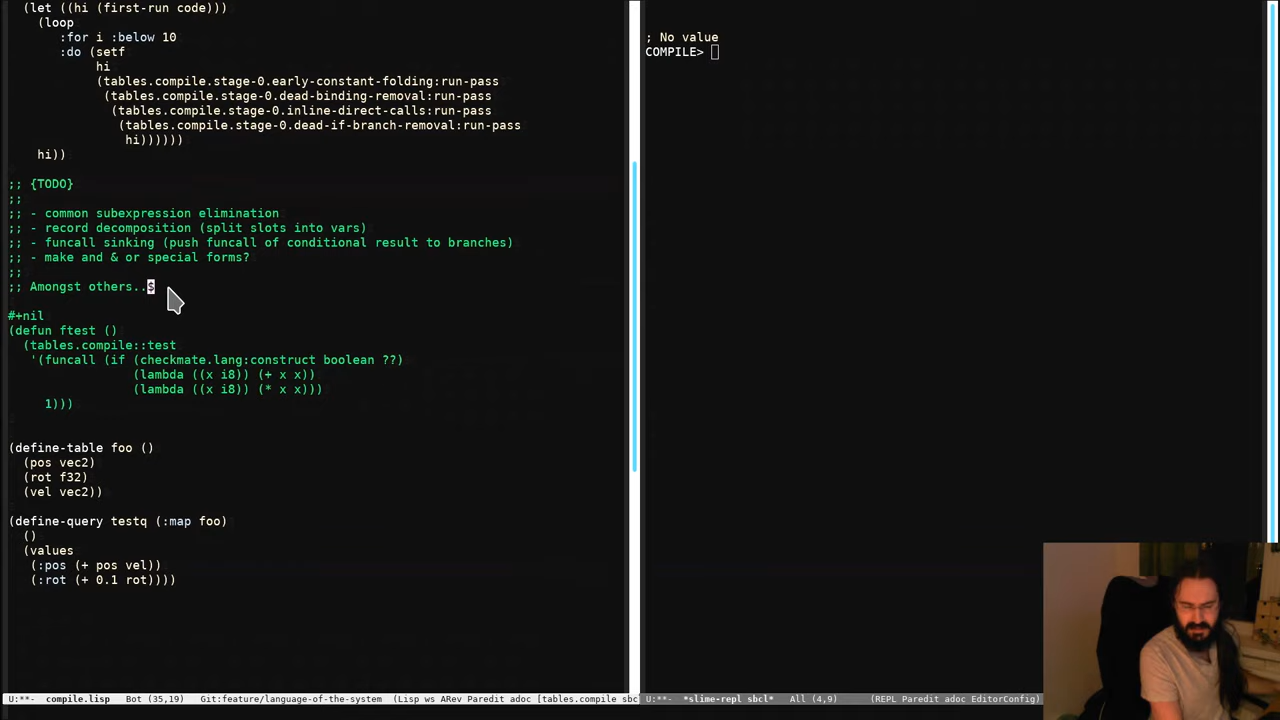 (let ((hi (first-run code)))
(loop
:for i :below 10
:do (setf
hi
(tables.compile.stage-0.early-constant-folding:run-pass
(tables.compile.stage-0.dead-binding-removal:run-pass
(tables.compile.stage-0.inline-direct-calls:run-pass
(tables.compile.stage-0.dead-if-branch-removal:run-pass
hi))))))
hi))
;; {TODO}
;;
;; - common subexpression elimination
;; - record decomposition (split slots into vars)
;; - funcall sinking (push funcall of conditional result to branches)
;; - make and & or special forms?
;;
;; Amongst others..$
#+nil
(defun ftest ()
(tables.compile::test
'(funcall (if (checkmate.lang:construct boolean ??)
(lambda ((x i8)) (+ x x))
(lambda ((x i8)) (* x x)))
1)))
(define-table foo ()
(pos vec2)
(rot f32)
(vel vec2))
(define-query testq (:map foo)
()
(values
(:pos (+ pos vel))
(:rot (+ 0.1 rot))))
U:**- compile.lisp Bot (35,19) Git:feature/language-of-the-system (Lisp ws ARev Paredit adoc [tables.compile sbc
; No value
COMPILE>
U:**- *slime-repl sbcl* All (4,9) (REPL Paredit adoc EditorConfig)